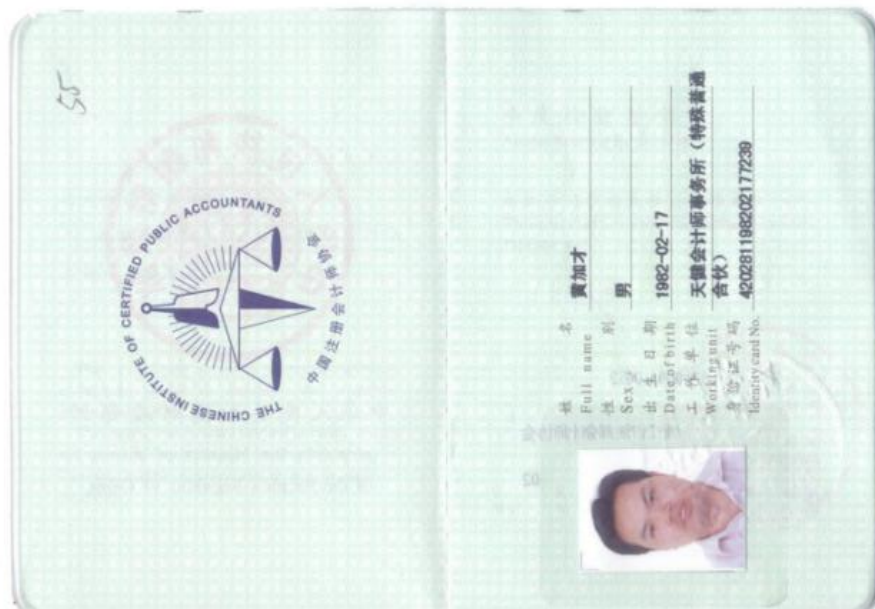 55
THE CHINESE INSTITUTE OF CERTIFIED PUBLIC ACCOUNTANTS
中国注册会计师协会
姓 名 黄加才
Full name
性 别 男
Sex
出 生 日 期 1982-02-17
Date of birth
工 作 单 位 天健会计师事务所（特殊普通
Working unit 合伙）
身 份 证 号 码 420281198202177239
Identity card No.